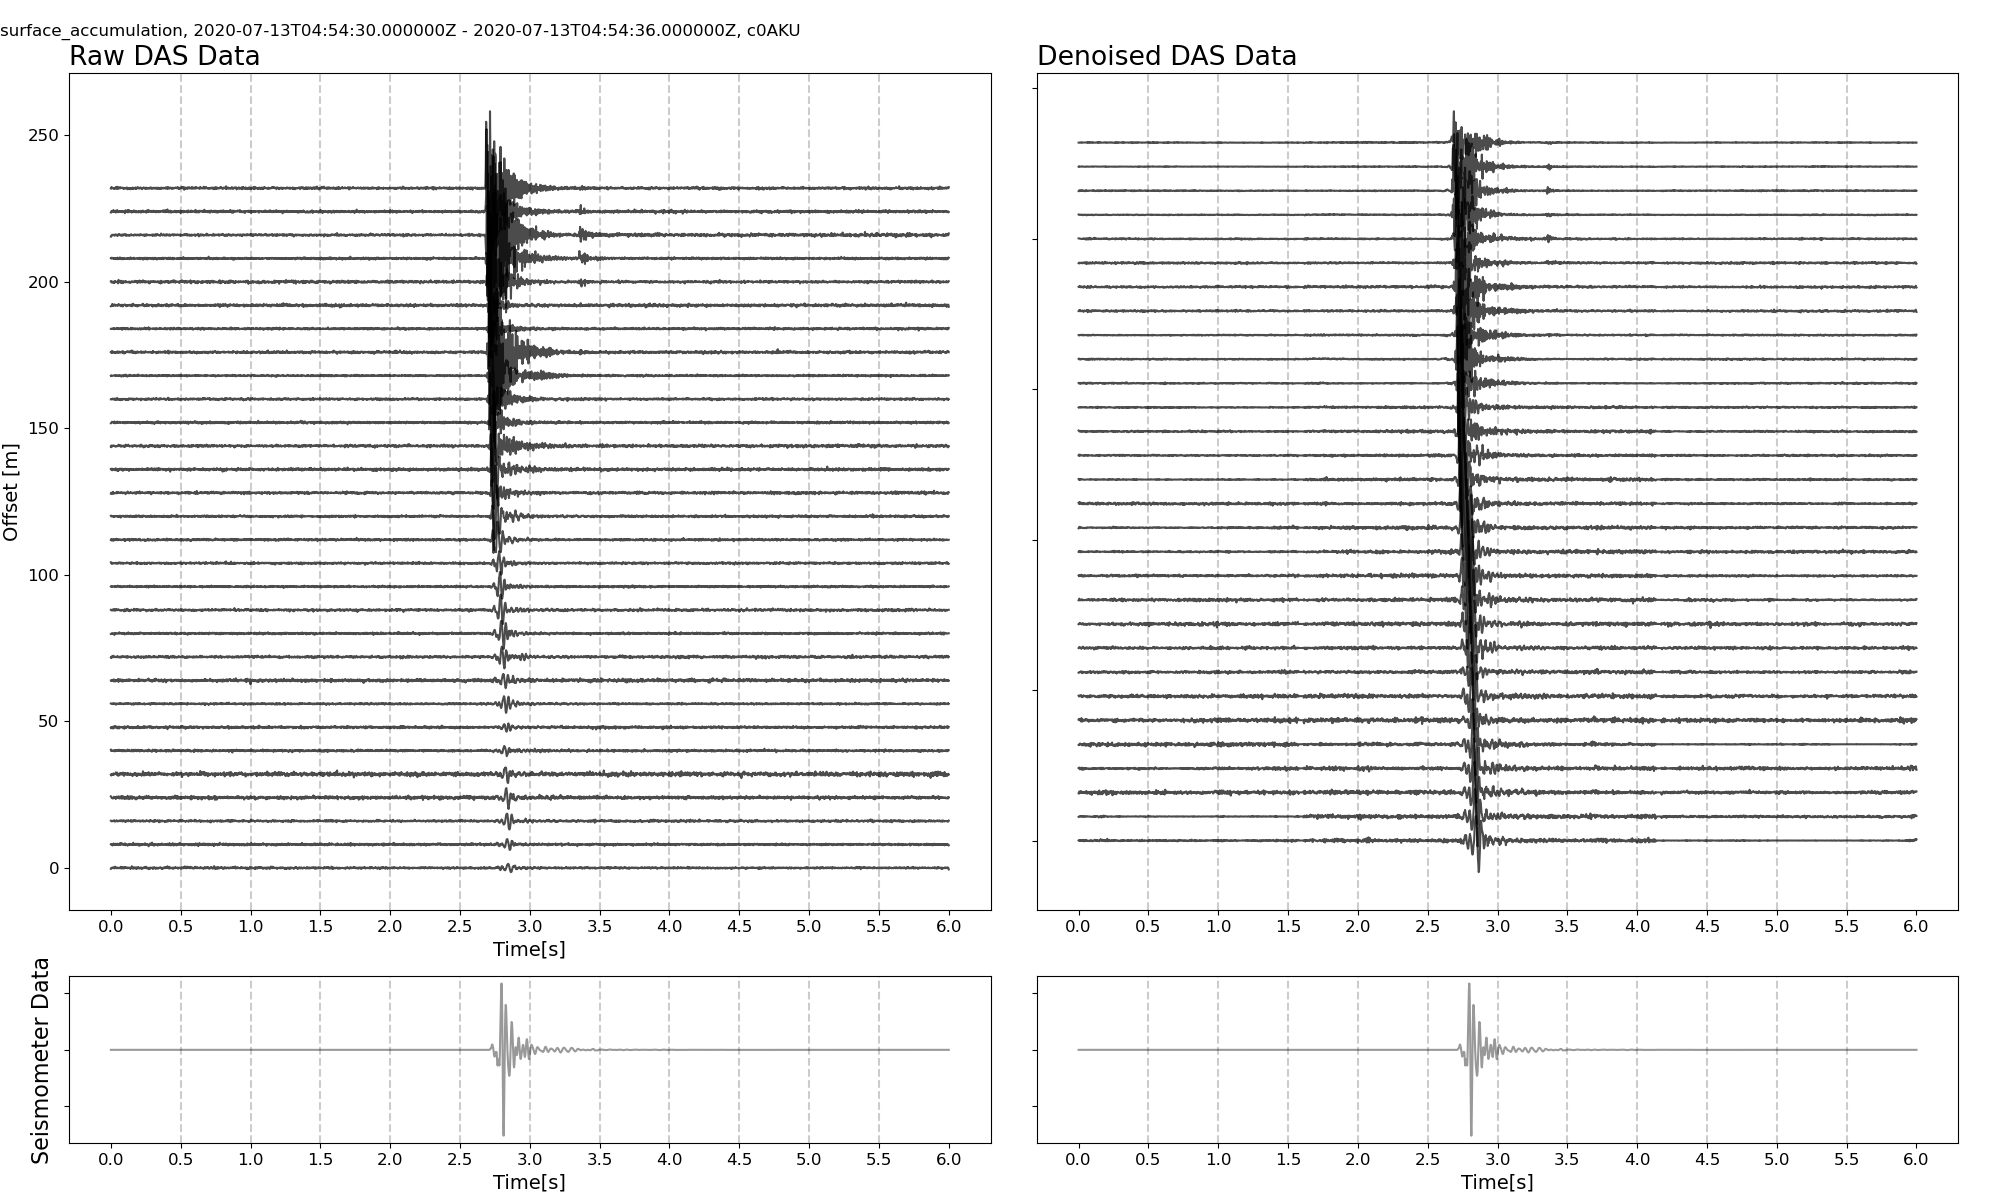 surface_accumulation, 2020-07-13T04:54:30.000000Z - 2020-07-13T04:54:36.000000Z, c0AKU
Raw DAS Data
Denoised DAS Data
Offset [m]
250
200
150
100
50
0
0.0 0.5 1.0 1.5 2.0 2.5 3.0 3.5 4.0 4.5 5.0 5.5 6.0
Time[s]
0.0 0.5 1.0 1.5 2.0 2.5 3.0 3.5 4.0 4.5 5.0 5.5 6.0
Seismometer Data
0.0 0.5 1.0 1.5 2.0 2.5 3.0 3.5 4.0 4.5 5.0 5.5 6.0
Time[s]
0.0 0.5 1.0 1.5 2.0 2.5 3.0 3.5 4.0 4.5 5.0 5.5 6.0
Time[s]